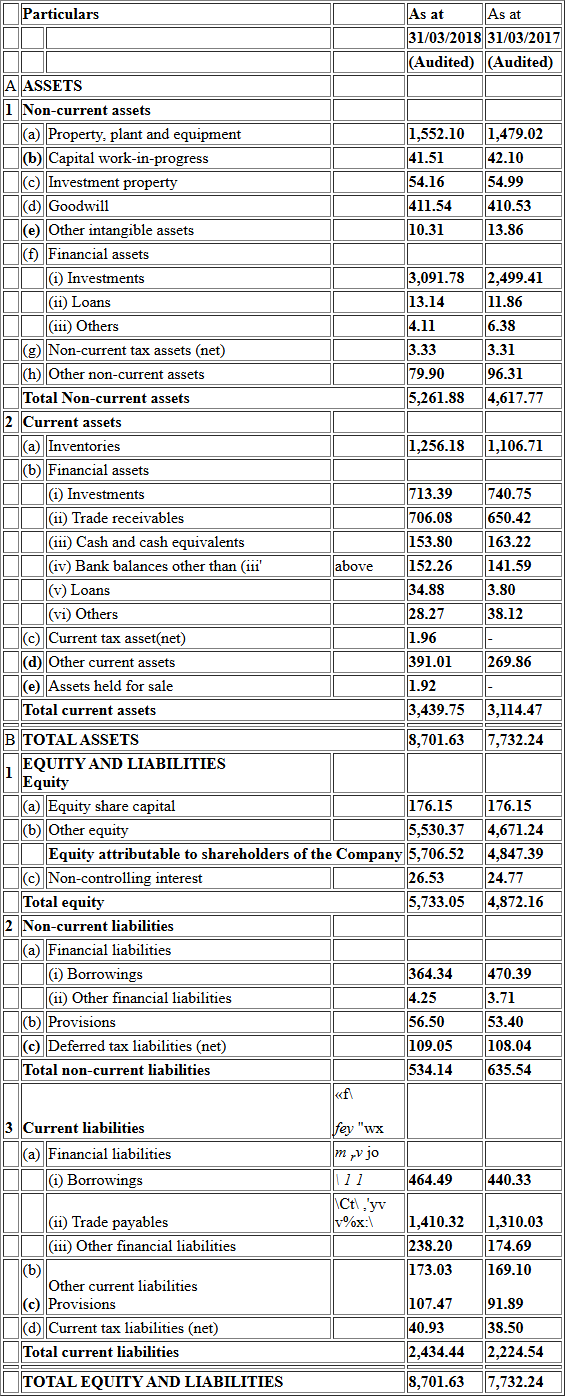 Particulars As at As at
31/03/2018 31/03/2017
(Audited) (Audited)
A ASSETS
1 Non-current assets
(a) Property, plant and equipment 1,552.10 1,479.02
(b) Capital work-in-progress 41.51 42.10
(c) Investment property 54.16 54.99
(d) Goodwill 411.54 410.53
(e) Other intangible assets 10.31 13.86
(f) Financial assets
(i) Investments 3,091.78 2,499.41
(ii) Loans 13.14 11.86
(iii) Others 4.11 6.38
(g) Non-current tax assets (net) 3.33 3.31
(h) Other non-current assets 79.90 96.31
Total Non-current assets 5,261.88 4,617.77
2 Current assets
(a) Inventories 1,256.18 1,106.71
(b) Financial assets
(i) Investments 713.39 740.75
(ii) Trade receivables 706.08 650.42
(iii) Cash and cash equivalents 153.80 163.22
(iv) Bank balances other than (iii' above 152.26 141.59
(v) Loans 34.88 3.80
(vi) Others 28.27 38.12
(c) Current tax asset(net) 1.96 -
(d) Other current assets 391.01 269.86
(e) Assets held for sale 1.92 -
Total current assets 3,439.75 3,114.47
B TOTAL ASSETS 8,701.63 7,732.24
1 EQUITY AND LIABILITIES
Equity
(a) Equity share capital 176.15 176.15
(b) Other equity 5,530.37 4,671.24
Equity attributable to shareholders of the Company 5,706.52 4,847.39
(c) Non-controlling interest 26.53 24.77
Total equity 5,733.05 4,872.16
2 Non-current liabilities
(a) Financial liabilities
(i) Borrowings 364.34 470.39
(ii) Other financial liabilities 4.25 3.71
(b) Provisions 56.50 53.40
(c) Deferred tax liabilities (net) 109.05 108.04
Total non-current liabilities 534.14 635.54
«f\
3 Current liabilities fey "wx
(a) Financial liabilities m rv jo
(i) Borrowings \ 1 1 464.49 440.33
\Ct\ ,'yv
(ii) Trade payables v%x:\ 1,410.32 1,310.03
(iii) Other financial liabilities 238.20 174.69
(b) Other current liabilities 173.03 169.10
(c) Provisions 107.47 91.89
(d) Current tax liabilities (net) 40.93 38.50
Total current liabilities 2,434.44 2,224.54
TOTAL EQUITY AND LIABILITIES 8,701.63 7,732.24